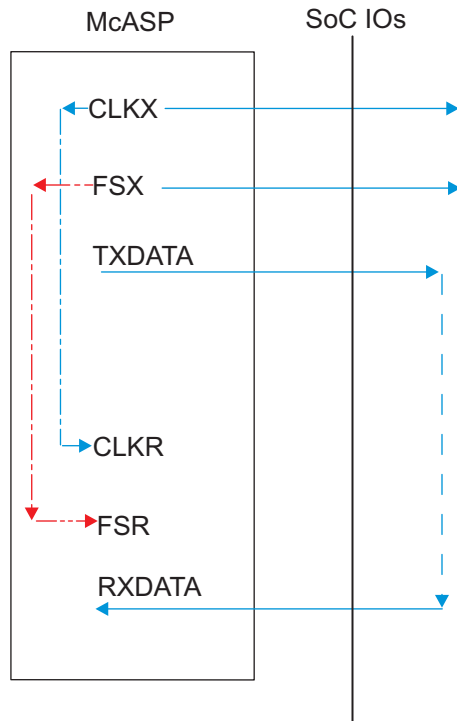 McASP
SoC IOs
CLKX
FSX
TXDATA
CLKR
FSR
RXDATA